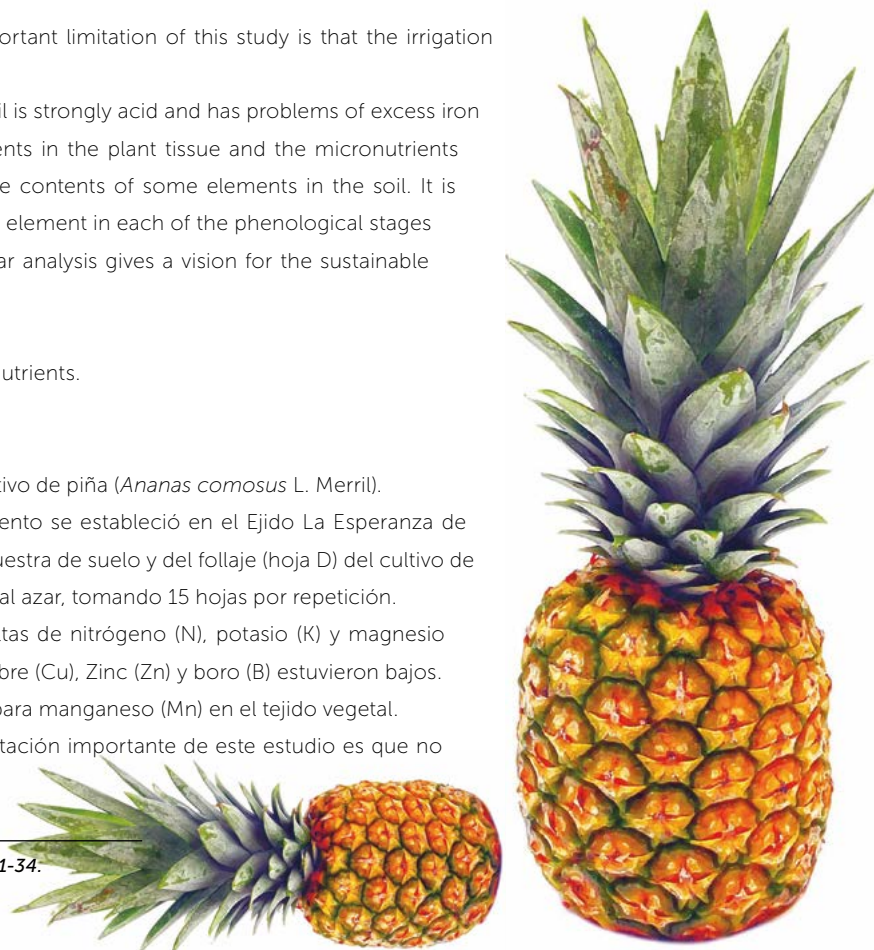 ortant limitation of this study is that the irrigation
il is strongly acid and has problems of excess iron
ents in the plant tissue and the micronutrients
e contents of some elements in the soil. It is
element in each of the phenological stages
ar analysis gives a vision for the sustainable
utrients.
tivo de piña (Ananas comosus L. Merril).
ento se estableció en el Ejido La Esperanza de
uestra de suelo y del follaje (hoja D) del cultivo de
al azar, tomando 15 hojas por repetición.
ltas de nitrógeno (N), potasio (K) y magnesio
bre (Cu), Zinc (Zn) y boro (B) estuvieron bajos.
para manganeso (Mn) en el tejido vegetal.
tación importante de este estudio es que no
1-34.